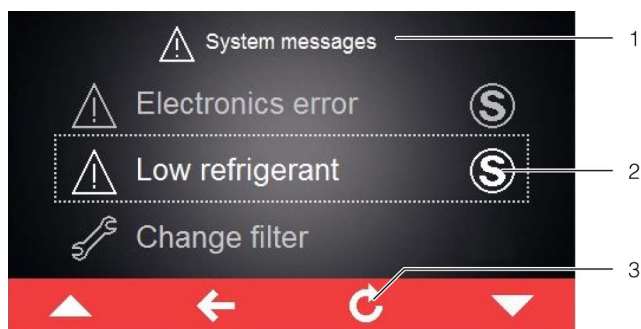 System messages
1
Electronics error
S
Low refrigerant
S
2
Change filter
3